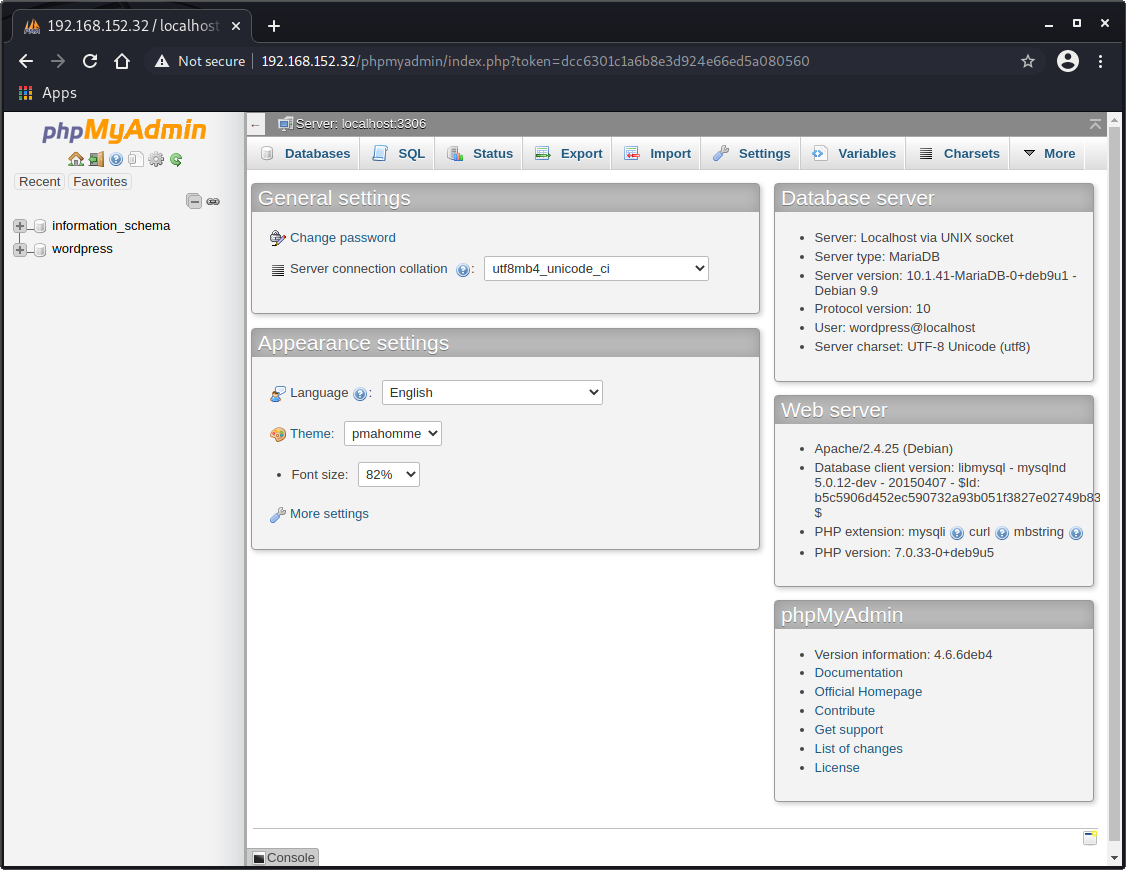 192.168.152.32 / localhost
Not secure 192.168.152.32/phpmyadmin/index.php?token=dcc6301c1a6b8e3d924e66ed5a080560
Apps
phpMyAdmin
Recent Favorites
information_schema
wordpress
Server: localhost:3306
Databases SQL Status Export Import Settings Variables Charsets More
General settings
Change password
Server connection collation : utf8mb4_unicode_ci
Appearance settings
Language : English
Theme: pmahomme
Font size: 82%
More settings
Database server
Server: Localhost via UNIX socket
Server type: MariaDB
Server version: 10.1.41-MariaDB-0+deb9u1 -
Debian 9.9
Protocol version: 10
User: wordpress@localhost
Server charset: UTF-8 Unicode (utf8)
Web server
Apache/2.4.25 (Debian)
Database client version: libmysql - mysqlnd
5.0.12-dev - 20150407 - $Id:
b5c5906d452ec590732a93b051f3827e02749b83
$
PHP extension: mysqli curl mbstring
PHP version: 7.0.33-0+deb9u5
phpMyAdmin
Version information: 4.6.6deb4
Documentation
Official Homepage
Contribute
Get support
List of changes
License
Console